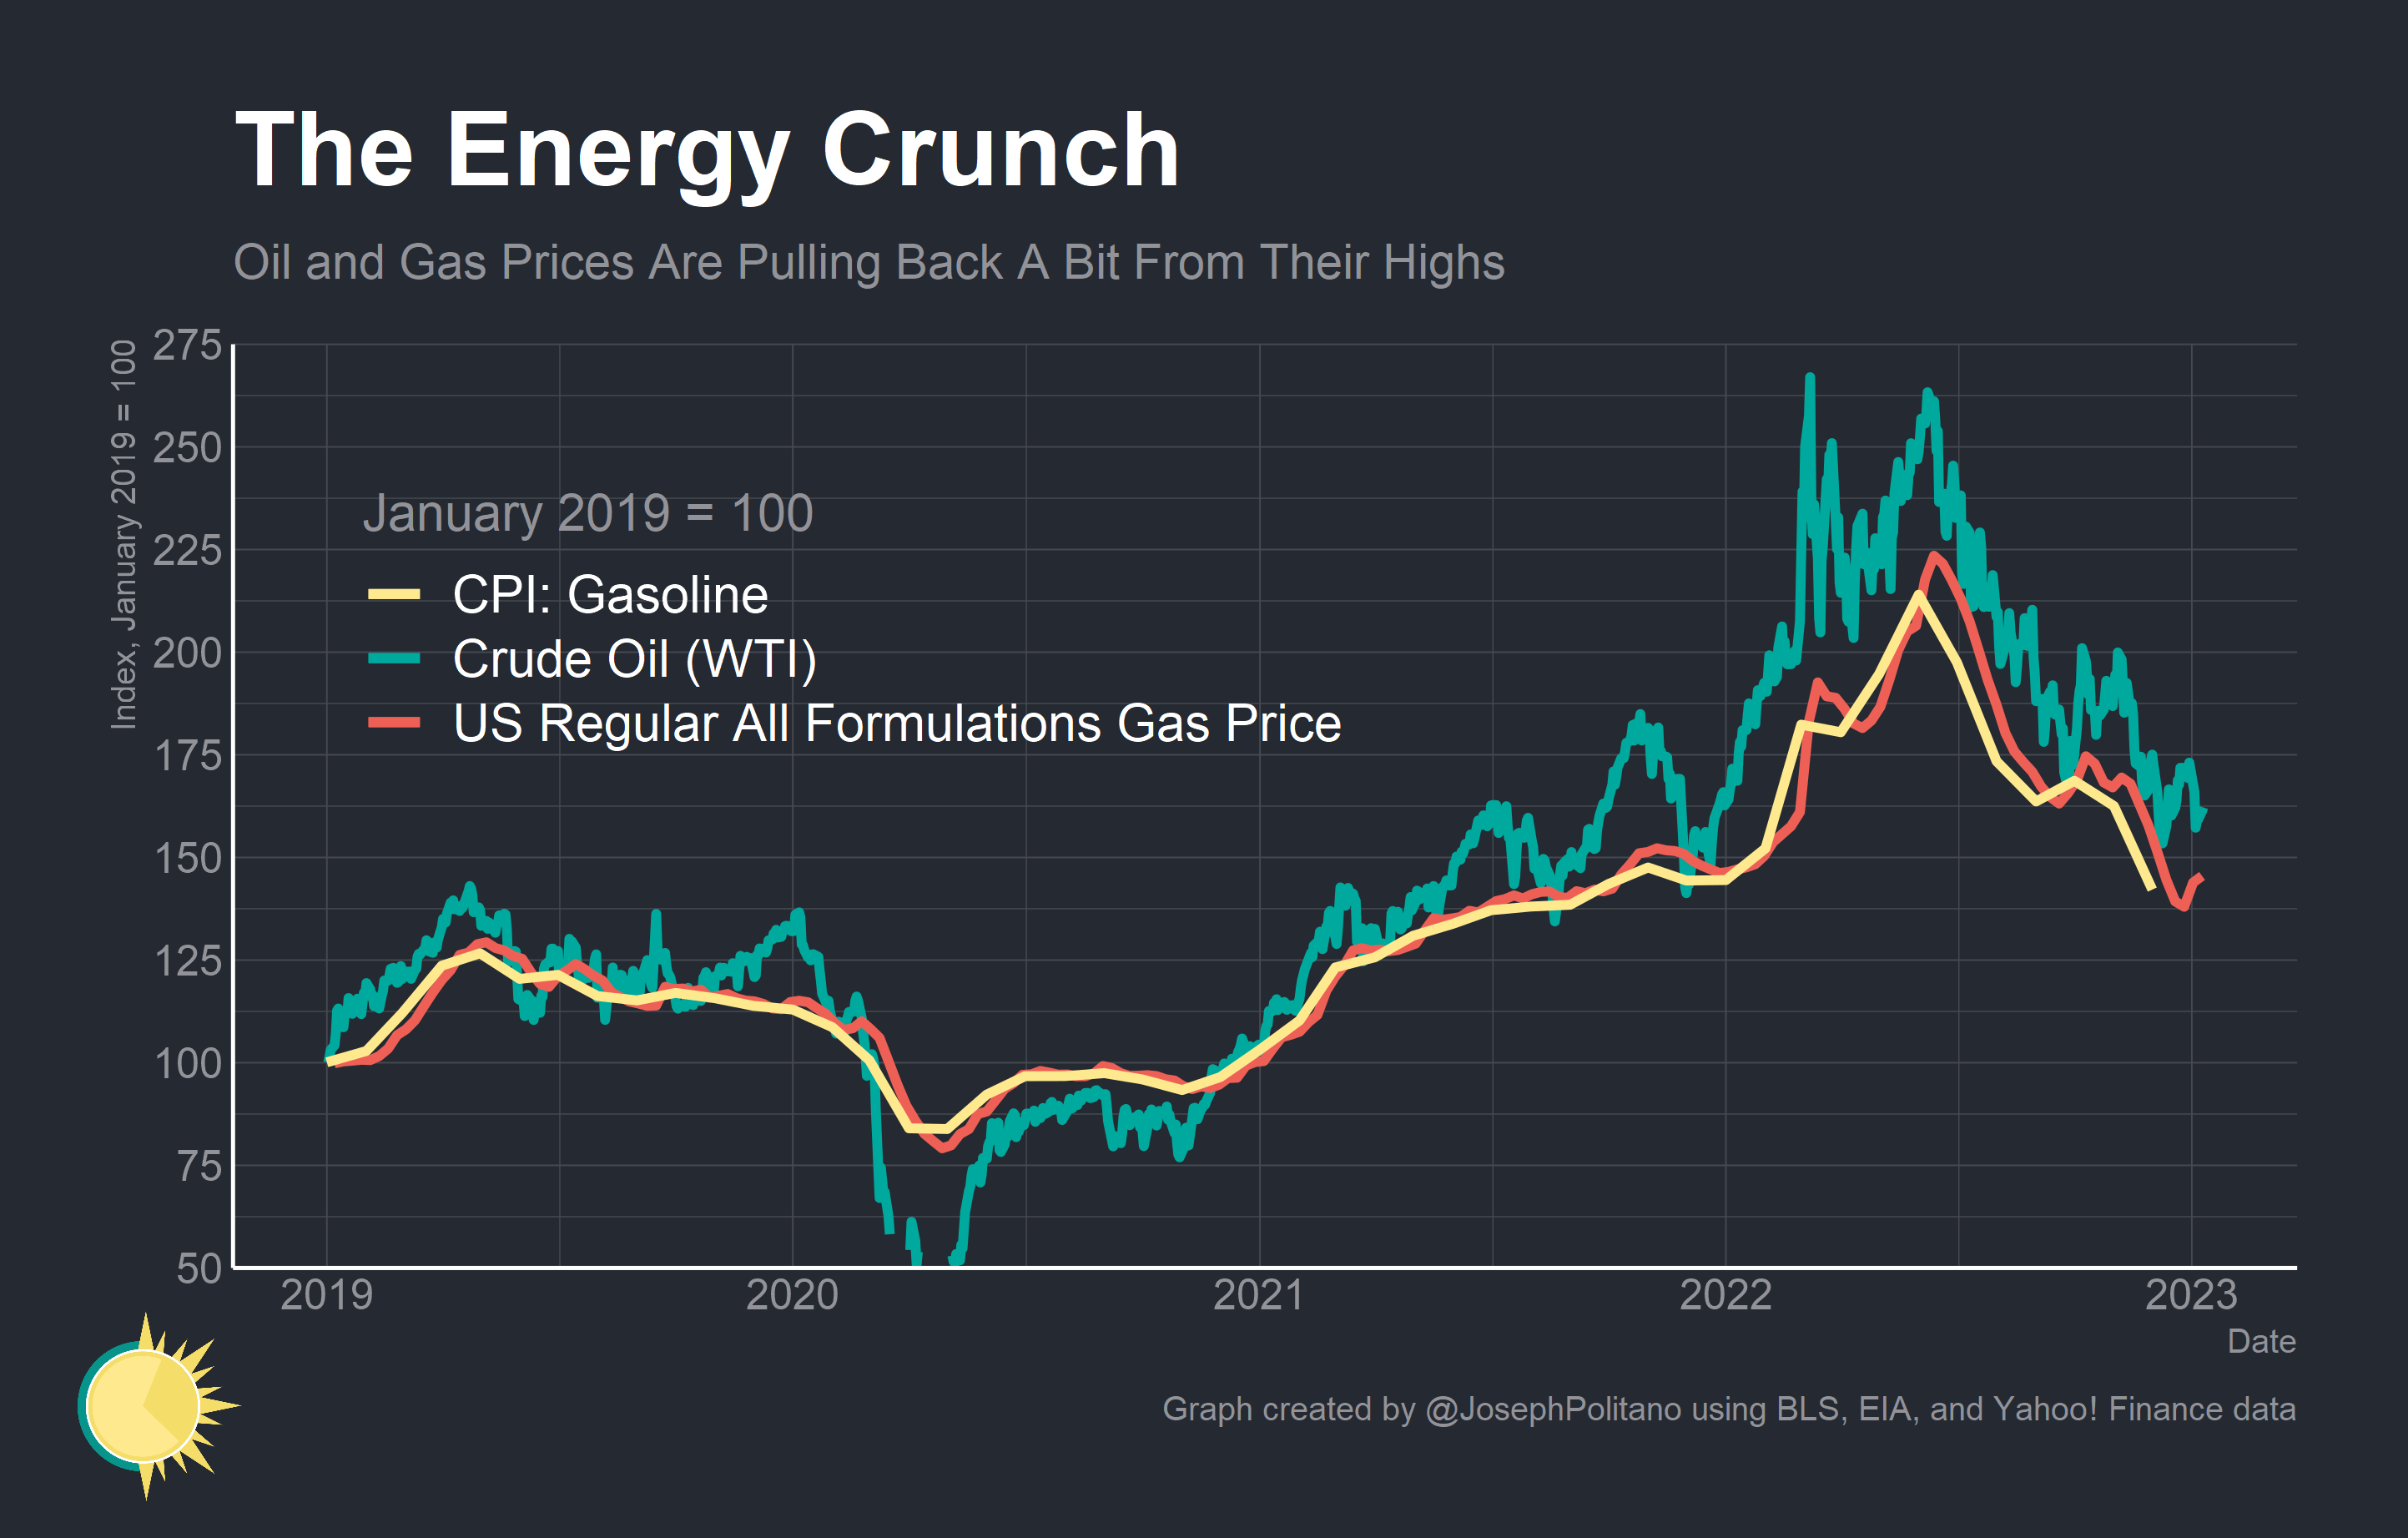 The Energy Crunch
Oil and Gas Prices Are Pulling Back A Bit From Their Highs
Index, January 2019 = 100
275
250
225
200
175
150
125
100
75
50
January 2019 = 100
CPI: Gasoline
Crude Oil (WTI)
US Regular All Formulations Gas Price
2019 2020 2021 2022 2023
Date
Graph created by @JosephPolitano using BLS, EIA, and Yahoo! Finance data